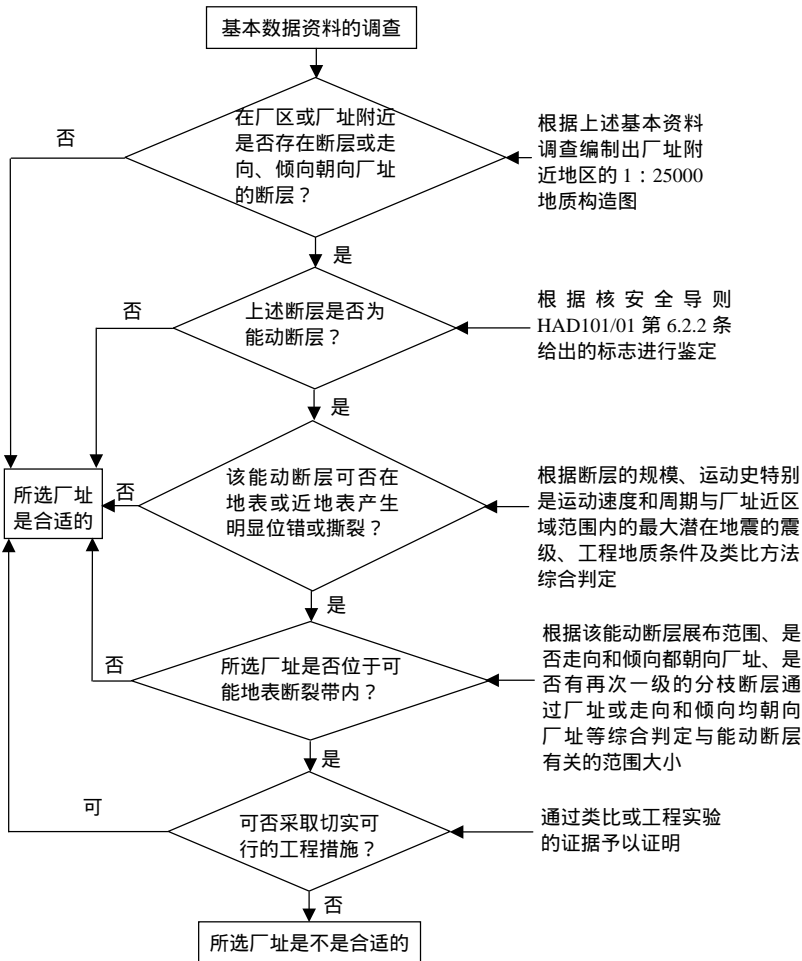 基本数据资料的调查
在厂区或厂址附近
是否存在断层或走
向、倾向朝向厂址
的断层？
否
根据上述基本资料
调查编制出厂址附
近地区的 1：25000
地质构造图
是
上述断层是否为
能动断层？
否
根据核安全导则
HAD101/01 第 6.2.2 条
给出的标志进行鉴定
是
该能动断层可否在
地表或近地表产生
明显位错或撕裂？
否
所选厂址
是合适的
根据断层的规模、运动史特别
是运动速度和周期与厂址近区
域范围内的最大潜在地震的震
级、工程地质条件及类比方法
综合判定
是
所选厂址是否位于可
能地表断裂带内？
否
根据该能动断层展布范围、是
否走向和倾向都朝向厂址、是
否有再次一级的分枝断层通
过厂址或走向和倾向均朝向
厂址等综合判定与能动断层
有关的范围大小
是
可否采取切实可
行的工程措施？
可
通过类比或工程实验
的证据予以证明
否
所选厂址是不是合适的